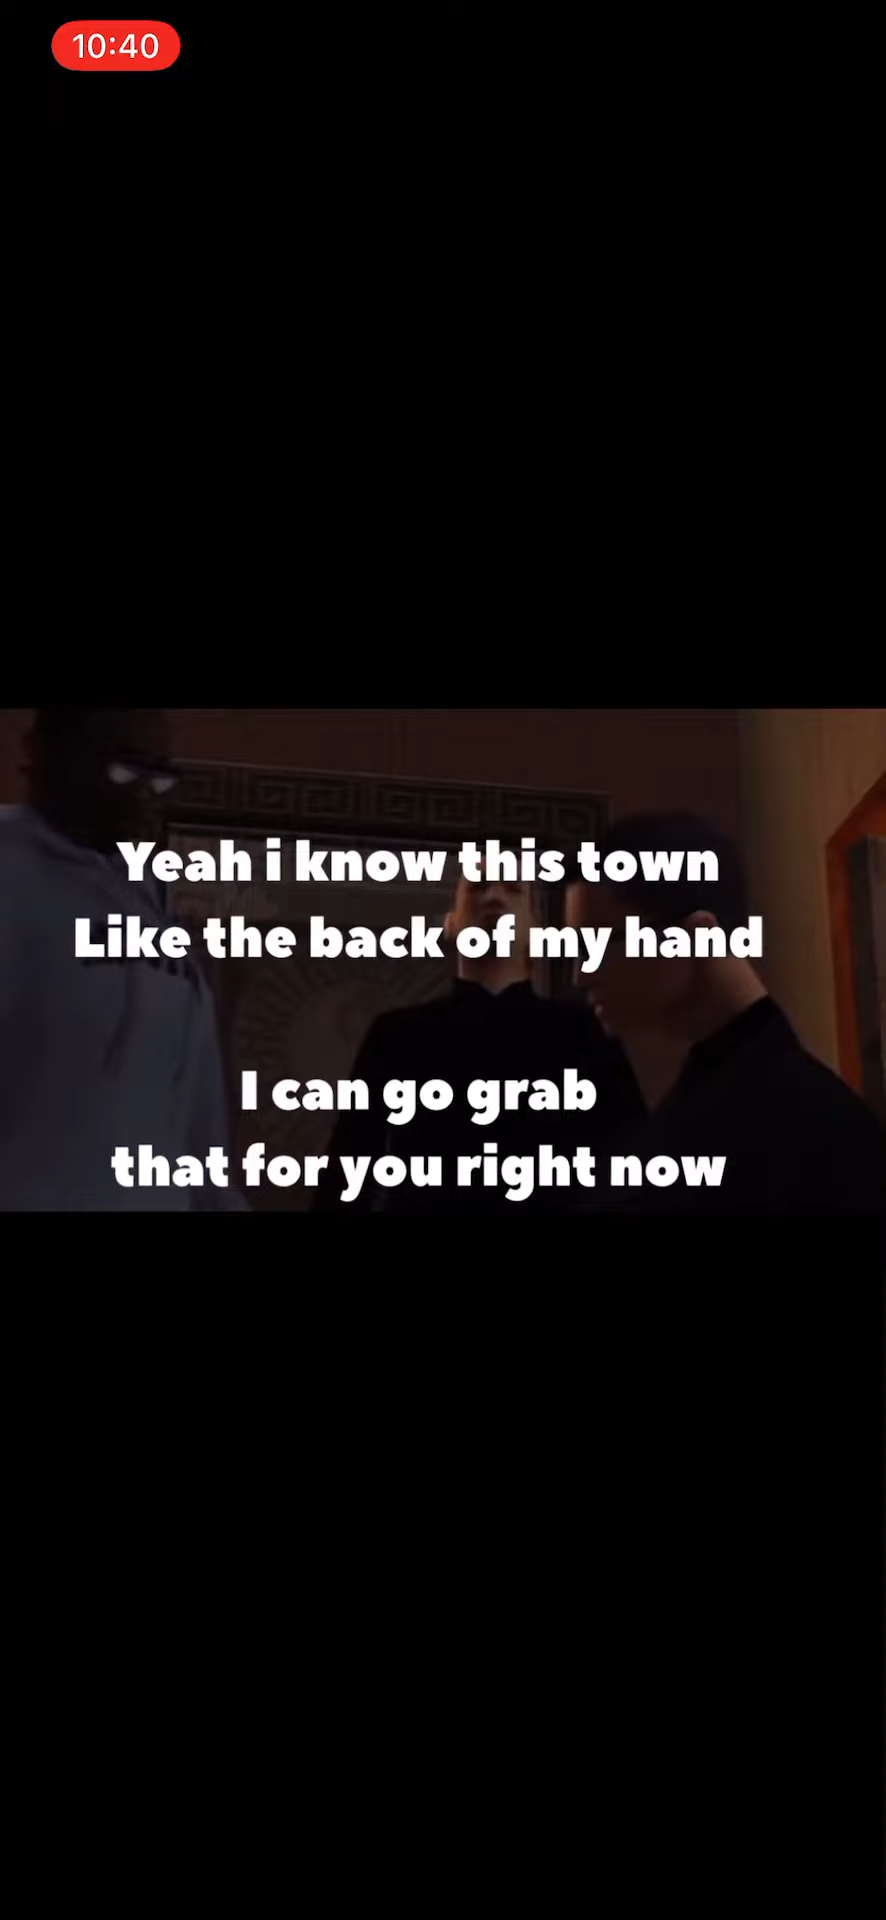 10:40
Yeah i know this town
Like the back of my hand
I can go grab
that for you right now